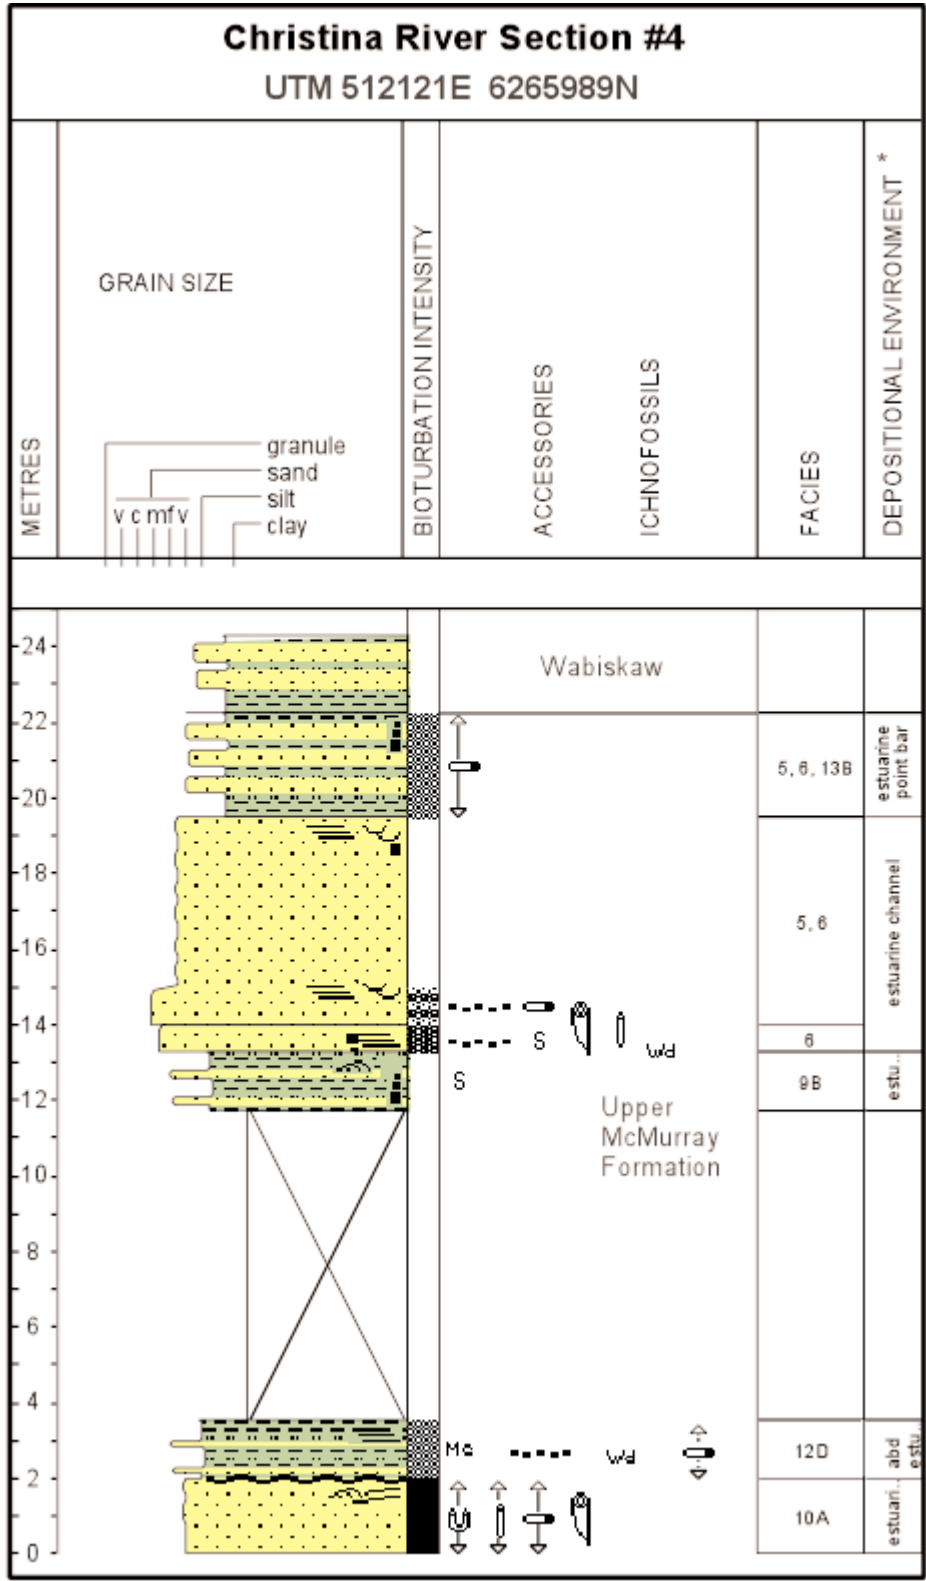 Christina River Section #4
UTM 512121E 6265989N
METRES
GRAIN SIZE
granule
sand
silt
clay
v c m f v
BIOTURBATION INTENSITY
ACCESSORIES
ICHNOFOSSILS
FACIES
DEPOSITIONAL ENVIRONMENT *
24
22
20
18
16
14
12
10
8
6
4
2
0
Wabiskaw
5, 6, 13B
estuarine
point bar
5, 6
estuarine channel
S
Wd
6
S
9B
estu..
Upper
McMurray
Formation
Wd
12D
abd
estu..
10A
estuari..